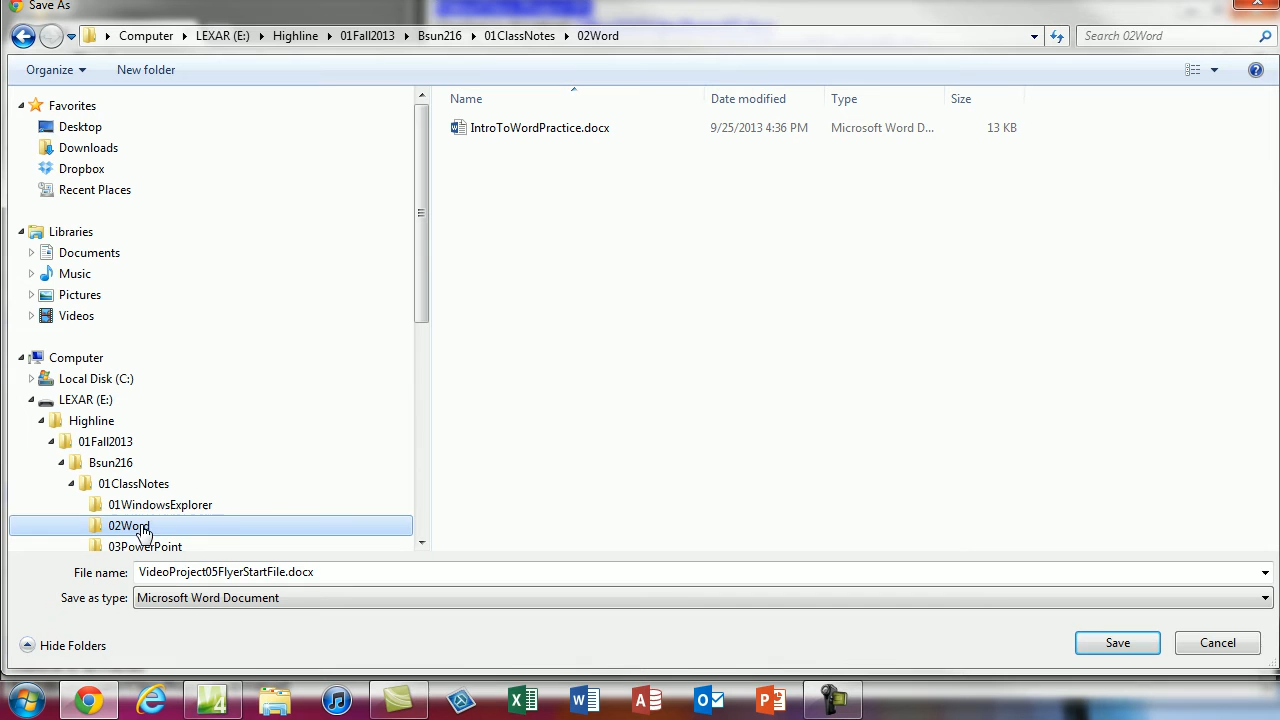 Save As
Computer LEXAR (E:) Highline 01Fall2013 Bsun216 01ClassNotes 02Word Search 02Word
Organize New folder
Name Date modified Type Size
IntroToWordPractice.docx 9/25/2013 4:36 PM Microsoft Word D... 13 KB
Favorites
Desktop
Downloads
Dropbox
Recent Places
Libraries
Documents
Music
Pictures
Videos
Computer
Local Disk (C:)
LEXAR (E:)
Highline
01Fall2013
Bsun216
01ClassNotes
01WindowsExplorer
02Word
03PowerPoint
File name: VideoProject05FlyerStartFile.docx
Save as type: Microsoft Word Document
Hide Folders Save Cancel